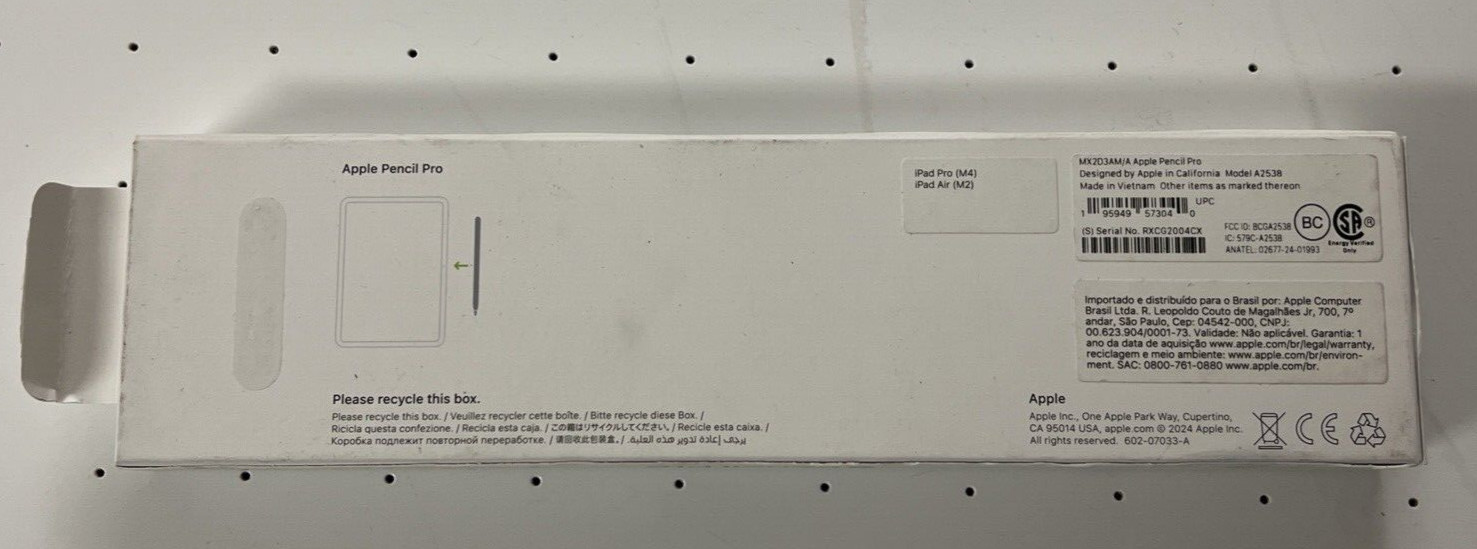 Apple Pencil Pro
iPad Pro (M4)
iPad Air (M2)
MX2D3AM/A Apple Pencil Pro
Designed by Apple in California Model A2538
Made in Vietnam Other items as marked thereon
UPC
1 95949 57304 0
(S) Serial No. RXCG2004CX
FCC ID: BCGA2538
IC: 579C-A2538
ANATEL: 02677-24-01993
BC
SA ®
Energy Verified
Only
Importado e distribuído para o Brasil por: Apple Computer
Brasil Ltda. R. Leopoldo Couto de Magalhães Jr, 700, 7º
andar, São Paulo, Cep: 04542-000, CNPJ:
00.623.904/0001-73. Validade: Não aplicável. Garantia: 1
ano da data de aquisição www.apple.com/br/legal/warranty,
reciclagem e meio ambiente: www.apple.com/br/environ-
ment. SAC: 0800-761-0880 www.apple.com/br.
Please recycle this box.
Please recycle this box. / Veuillez recycler cette boîte. / Bitte recycle diese Box. /
Ricicla questa confezione. / Recicla esta caja. / この箱はリサイクルしてください。/ Recicle esta caixa. /
Коробка подлежит повторной переработке. / 请回收此包装盒。/ يرجى إعادة تدوير هذه العلبة.
Apple
Apple Inc., One Apple Park Way, Cupertino,
CA 95014 USA, apple.com © 2024 Apple Inc.
All rights reserved. 602-07033-A
CE